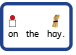 on the hay.